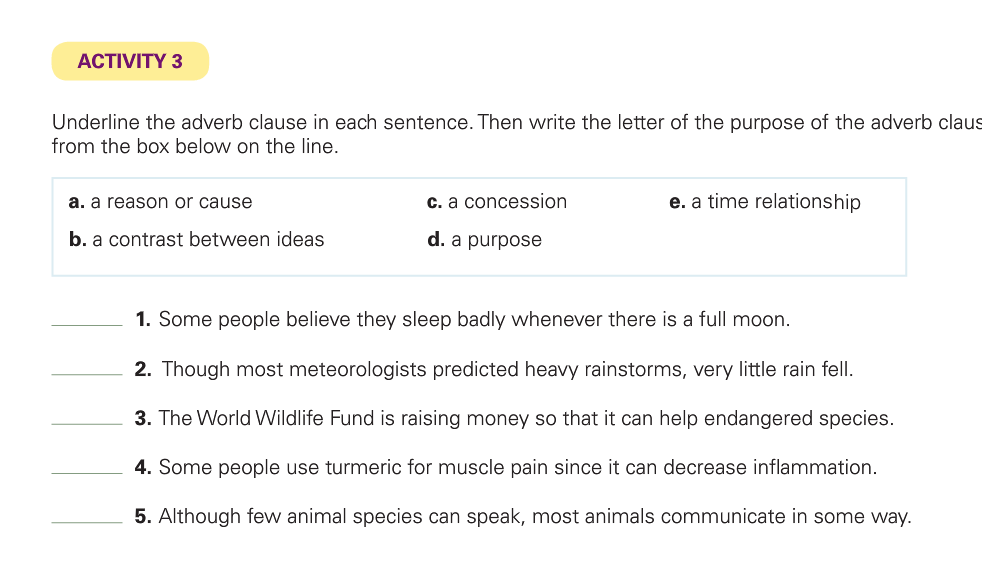 ACTIVITY 3
Underline the adverb clause in each sentence. Then write the letter of the purpose of the adverb claus
from the box below on the line.
a. a reason or cause c. a concession e. a time relationship
b. a contrast between ideas d. a purpose
1. Some people believe they sleep badly whenever there is a full moon.
2. Though most meteorologists predicted heavy rainstorms, very little rain fell.
3. The World Wildlife Fund is raising money so that it can help endangered species.
4. Some people use turmeric for muscle pain since it can decrease inflammation.
5. Although few animal species can speak, most animals communicate in some way.